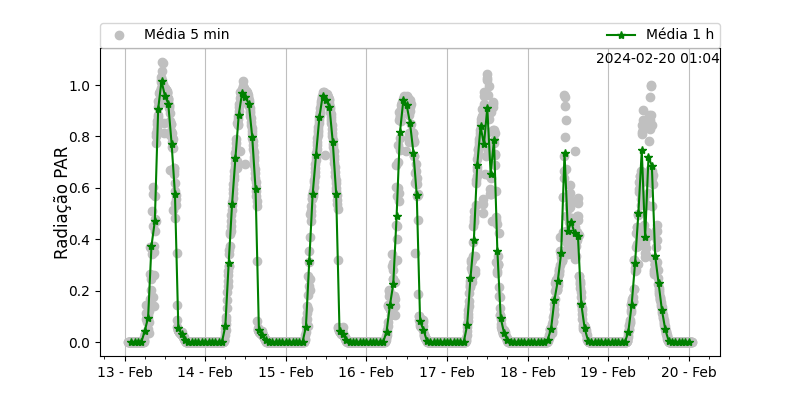 Média 5 min
Média 1 h
2024-02-20 01:04
Radiação PAR
1.0
0.8
0.6
0.4
0.2
0.0
13 - Feb
14 - Feb
15 - Feb
16 - Feb
17 - Feb
18 - Feb
19 - Feb
20 - Feb